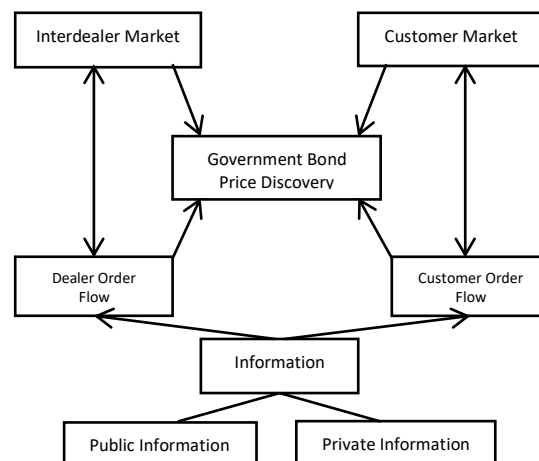 Interdealer Market
Customer Market
Government Bond
Price Discovery
Dealer Order
Flow
Customer Order
Flow
Information
Public Information
Private Information